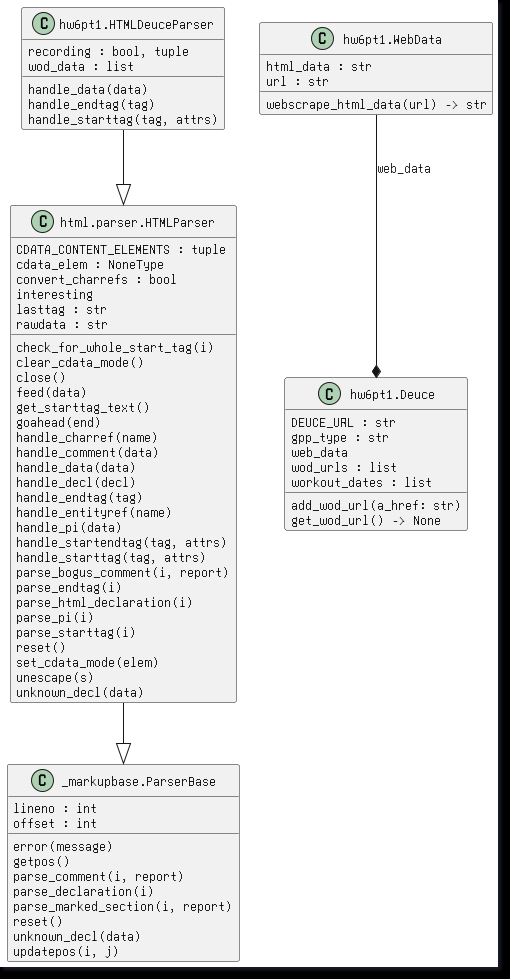 C hw6pt1.HTMLDeuceParser
recording : bool, tuple
wod_data : list
handle_data(data)
handle_endtag(tag)
handle_starttag(tag, attrs)
C hw6pt1.WebData
html_data : str
url : str
webscrape_html_data(url) -> str
web_data
C html.parser.HTMLParser
CDATA_CONTENT_ELEMENTS : tuple
cdata_elem : NoneType
convert_charrefs : bool
interesting
lasttag : str
rawdata : str
check_for_whole_start_tag(i)
clear_cdata_mode()
close()
feed(data)
get_starttag_text()
goahead(end)
handle_charref(name)
handle_comment(data)
handle_data(data)
handle_decl(decl)
handle_endtag(tag)
handle_entityref(name)
handle_pi(data)
handle_startendtag(tag, attrs)
handle_starttag(tag, attrs)
parse_bogus_comment(i, report)
parse_endtag(i)
parse_html_declaration(i)
parse_pi(i)
parse_starttag(i)
reset()
set_cdata_mode(elem)
unescape(s)
unknown_decl(data)
C hw6pt1.Deuce
DEUCE_URL : str
gpp_type : str
web_data
wod_urls : list
workout_dates : list
add_wod_url(a_href: str)
get_wod_url() -> None
C _markupbase.ParserBase
lineno : int
offset : int
error(message)
getpos()
parse_comment(i, report)
parse_declaration(i)
parse_marked_section(i, report)
reset()
unknown_decl(data)
updatepos(i, j)